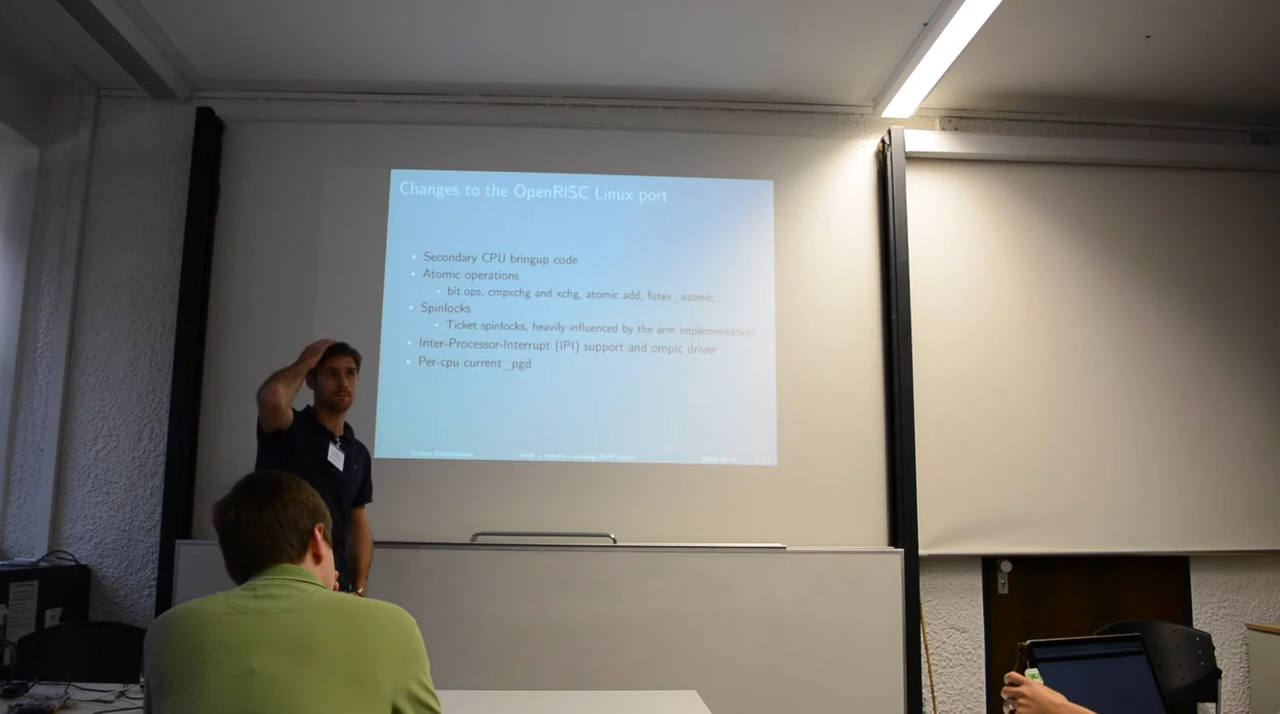 Changes to the OpenRISC Linux port
Secondary CPU bringup code
Atomic operations
bit ops, cmpxchg and xchg, atomic add, futex_atomic...
Spinlocks
Ticket spinlocks, heavily influenced by the arm implementation
Inter-Processor-Interrupt (IPI) support and ompic driver
Per-cpu current_pgd